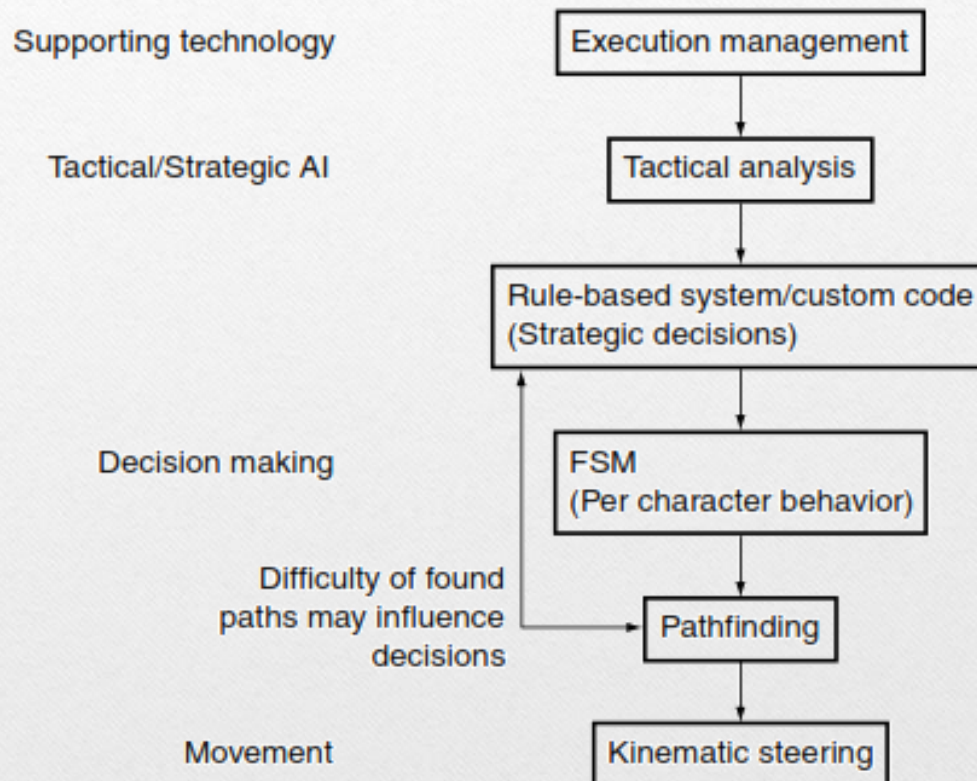 Supporting technology
Execution management
Tactical/Strategic AI
Tactical analysis
Rule-based system/custom code
(Strategic decisions)
Decision making
FSM
(Per character behavior)
Difficulty of found
paths may influence
decisions
Pathfinding
Movement
Kinematic steering